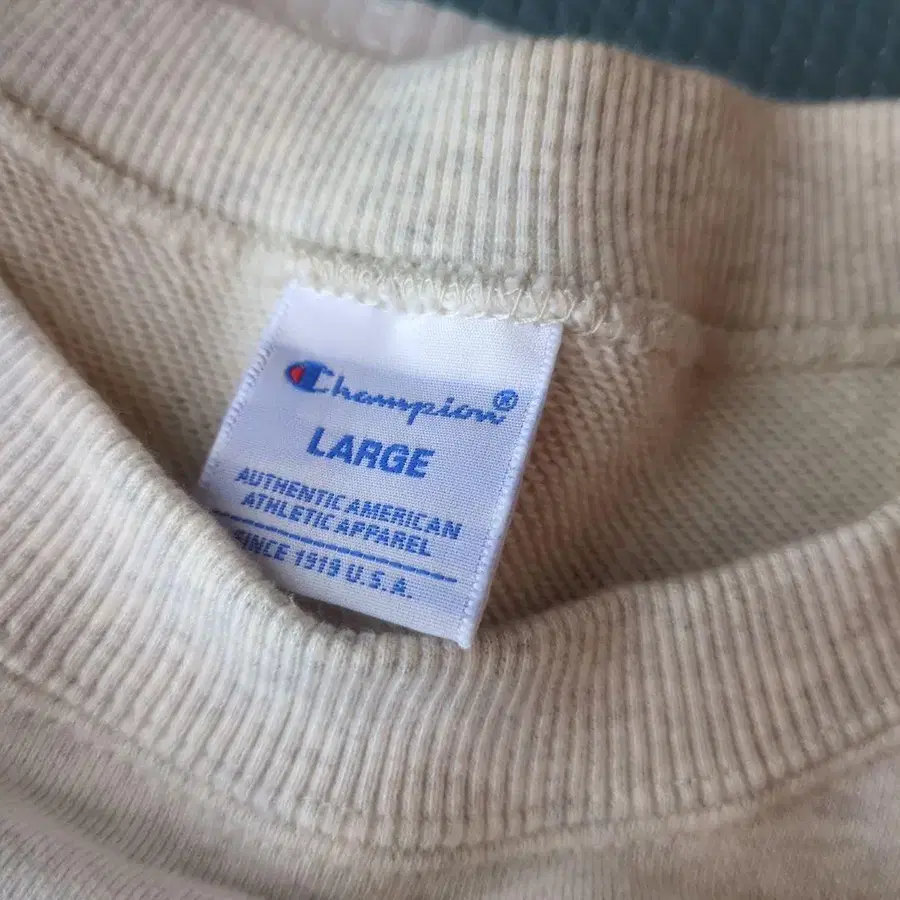 Champion®
LARGE
AUTHENTIC AMERICAN
ATHLETIC APPAREL
SINCE 1919 U.S.A.